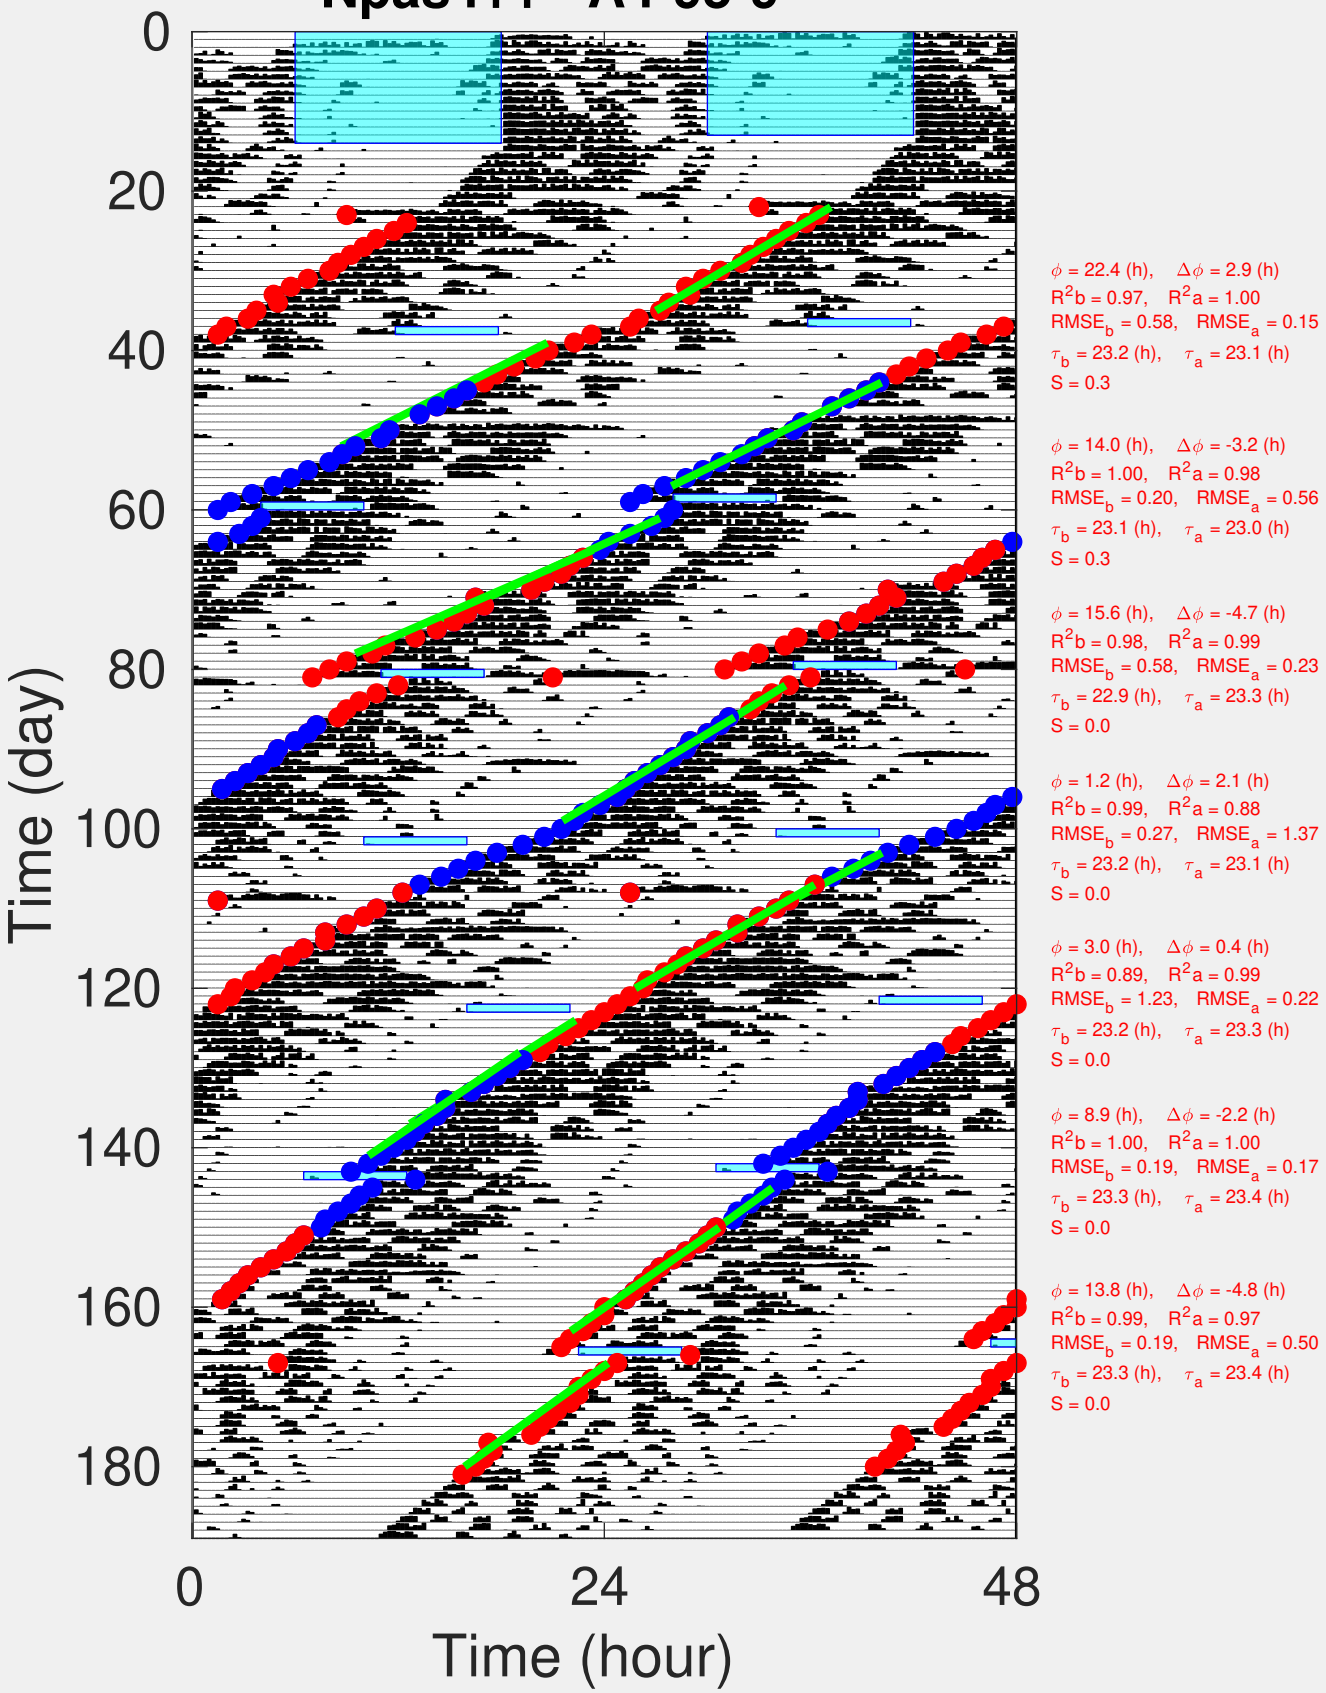 0
20
40
60
80
100
120
140
160
180
Time (day)
0 24 48
Time (hour)
ϕ = 22.4 (h), Δϕ = 2.9 (h)
R²b = 0.97, R²a = 1.00
RMSE_b = 0.58, RMSE_a = 0.15
τ_b = 23.2 (h), τ_a = 23.1 (h)
S = 0.3
ϕ = 14.0 (h), Δϕ = -3.2 (h)
R²b = 1.00, R²a = 0.98
RMSE_b = 0.20, RMSE_a = 0.56
τ_b = 23.1 (h), τ_a = 23.0 (h)
S = 0.3
ϕ = 15.6 (h), Δϕ = -4.7 (h)
R²b = 0.98, R²a = 0.99
RMSE_b = 0.58, RMSE_a = 0.23
τ_b = 22.9 (h), τ_a = 23.3 (h)
S = 0.0
ϕ = 1.2 (h), Δϕ = 2.1 (h)
R²b = 0.99, R²a = 0.88
RMSE_b = 0.27, RMSE_a = 1.37
τ_b = 23.2 (h), τ_a = 23.1 (h)
S = 0.0
ϕ = 3.0 (h), Δϕ = 0.4 (h)
R²b = 0.89, R²a = 0.99
RMSE_b = 1.23, RMSE_a = 0.22
τ_b = 23.2 (h), τ_a = 23.3 (h)
S = 0.0
ϕ = 8.9 (h), Δϕ = -2.2 (h)
R²b = 1.00, R²a = 1.00
RMSE_b = 0.19, RMSE_a = 0.17
τ_b = 23.3 (h), τ_a = 23.4 (h)
S = 0.0
ϕ = 13.8 (h), Δϕ = -4.8 (h)
R²b = 0.99, R²a = 0.97
RMSE_b = 0.19, RMSE_a = 0.50
τ_b = 23.3 (h), τ_a = 23.4 (h)
S = 0.0